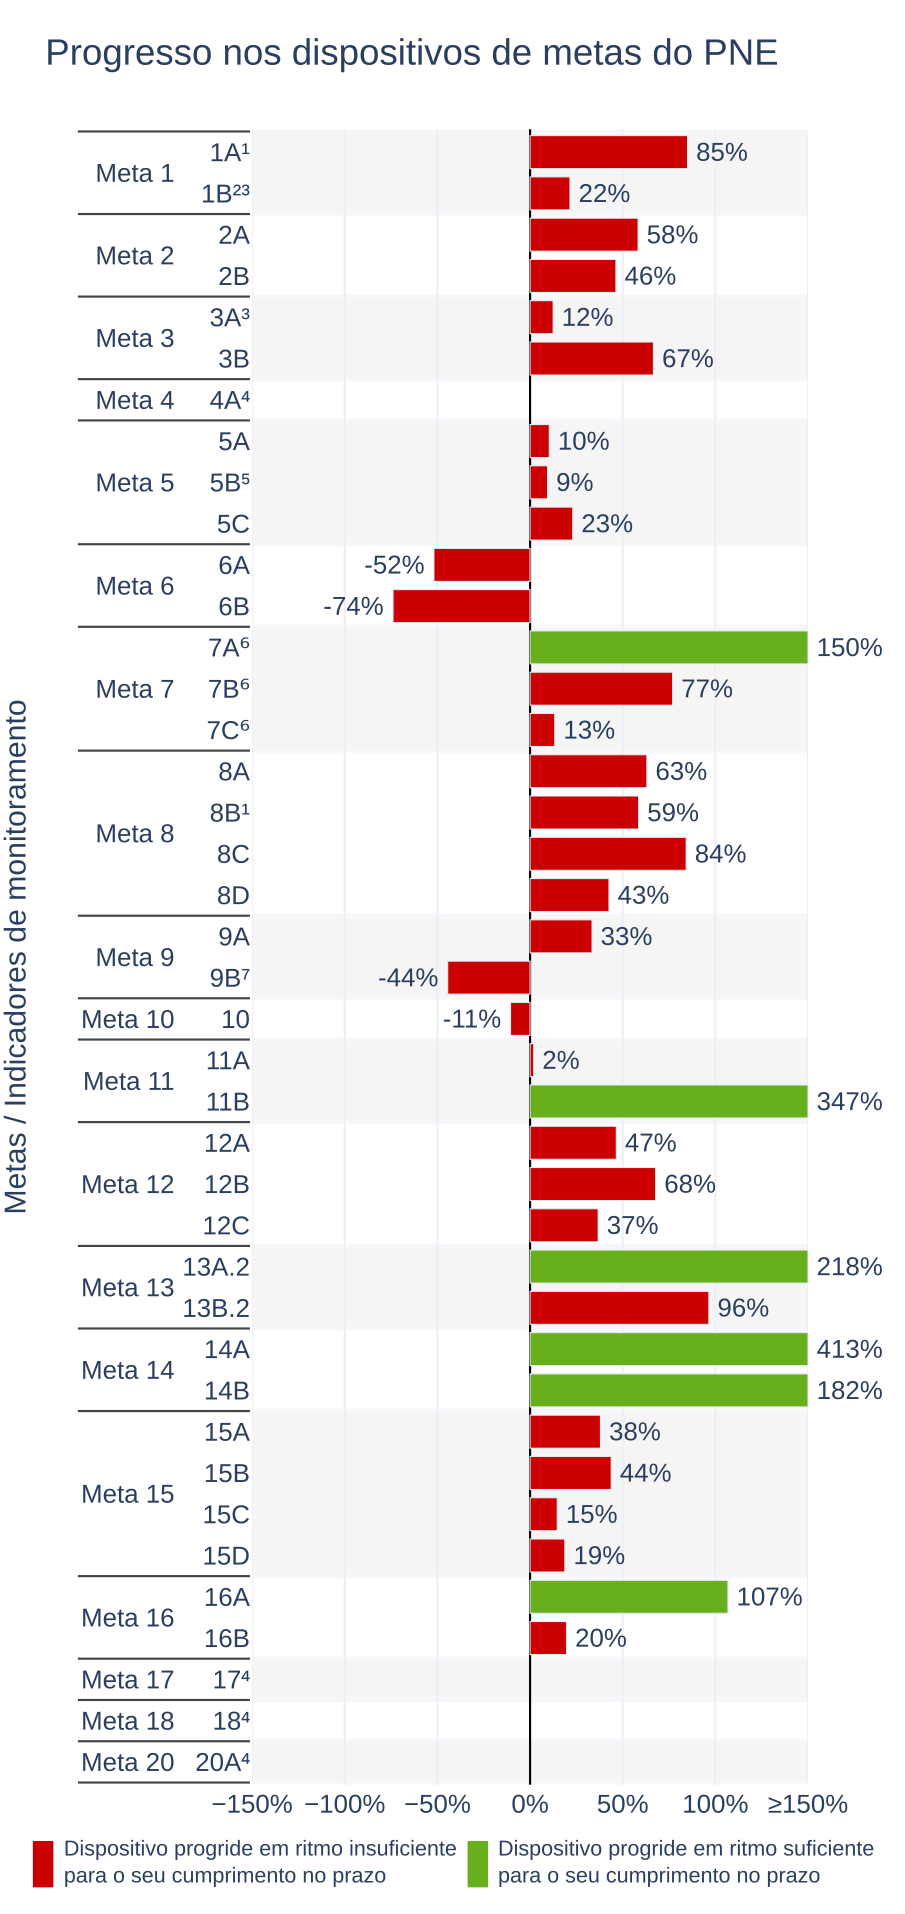 Progresso nos dispositivos de metas do PNE
Metas / Indicadores de monitoramento
Meta 1
1A¹ 85%
1B²³ 22%
Meta 2
2A 58%
2B 46%
Meta 3
3A³ 12%
3B 67%
Meta 4 4A⁴
Meta 5
5A 10%
5B⁵ 9%
5C 23%
Meta 6
6A -52%
6B -74%
Meta 7
7A⁶ 150%
7B⁶ 77%
7C⁶ 13%
Meta 8
8A 63%
8B¹ 59%
8C 84%
8D 43%
Meta 9
9A 33%
9B⁷ -44%
Meta 10 10 -11%
Meta 11
11A 2%
11B 347%
Meta 12
12A 47%
12B 68%
12C 37%
Meta 13
13A.2 218%
13B.2 96%
Meta 14
14A 413%
14B 182%
Meta 15
15A 38%
15B 44%
15C 15%
15D 19%
Meta 16
16A 107%
16B 20%
Meta 17 17⁴
Meta 18 18⁴
Meta 20 20A⁴
−150% −100% −50% 0% 50% 100% ≥150%
Dispositivo progride em ritmo insuficiente
para o seu cumprimento no prazo
Dispositivo progride em ritmo suficiente
para o seu cumprimento no prazo